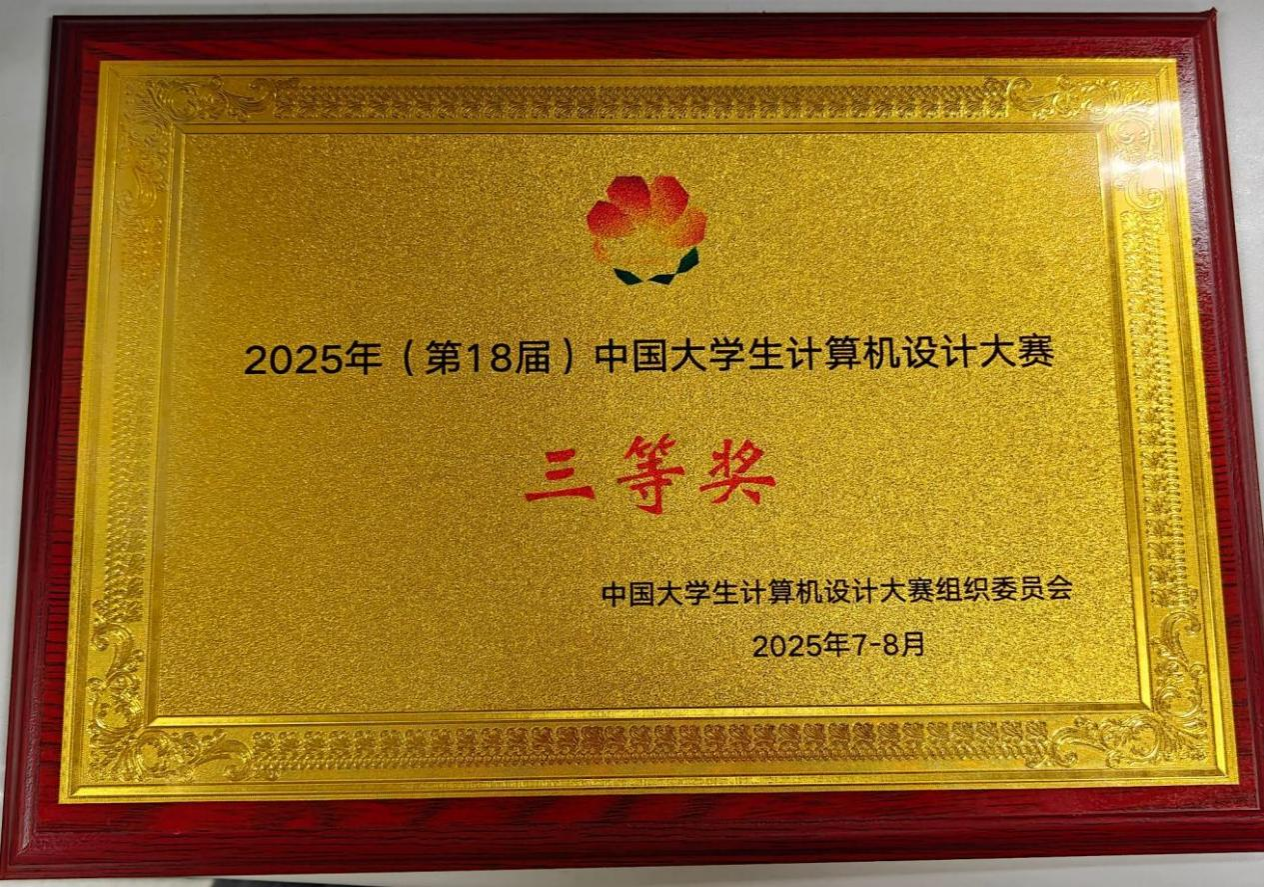 2025年（第18届）中国大学生计算机设计大赛
三等奖
中国大学生计算机设计大赛组织委员会
2025年7-8月